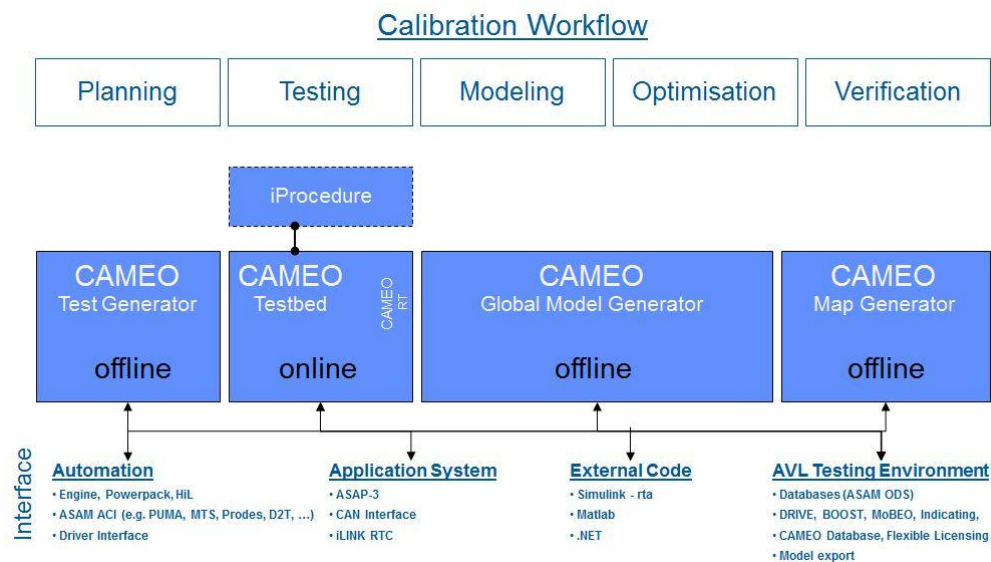 Calibration Workflow
Planning
Testing
Modeling
Optimisation
Verification
iProcedure
CAMEO
Test Generator
offline
CAMEO
Testbed
CAMEO
RT
online
CAMEO
Global Model Generator
offline
CAMEO
Map Generator
offline
Interface
Automation
• Engine, Powerpack, HiL
• ASAM ACI (e.g. PUMA, MTS, Prodes, D2T, ...)
• Driver Interface
Application System
• ASAP-3
• CAN Interface
• iLINK RTC
External Code
• Simulink - rta
• Matlab
• .NET
AVL Testing Environment
• Databases (ASAM ODS)
• DRIVE, BOOST, MoBEO, Indicating,
• CAMEO Database, Flexible Licensing
• Model export